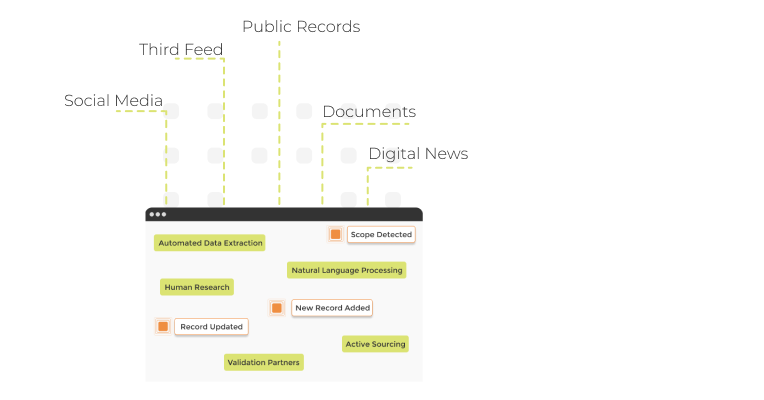 Public Records
Third Feed
Social Media
Documents
Digital News
Scope Detected
Automated Data Extraction
Natural Language Processing
Human Research
New Record Added
Record Updated
Active Sourcing
Validation Partners